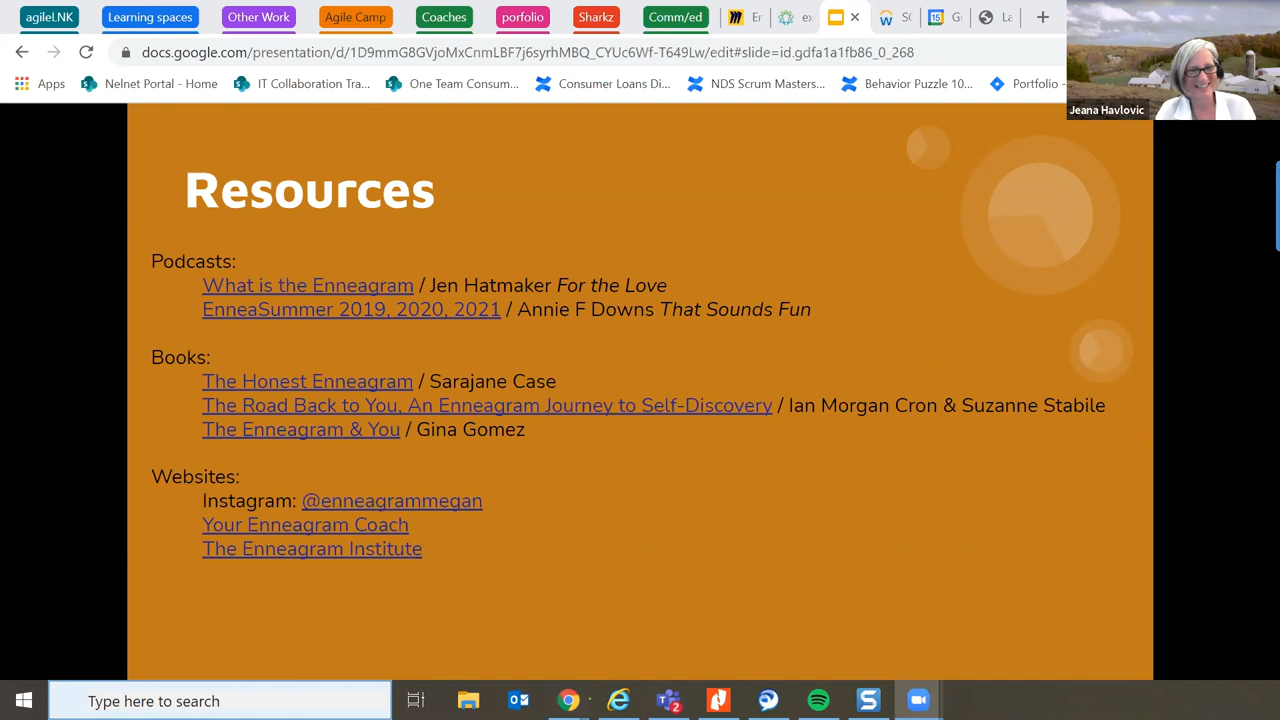 agileLNK
Learning spaces
Other Work
Agile Camp
Coaches
porfolio
Sharkz
Comm/ed
Er
ex
SC
G
La
docs.google.com/presentation/d/1D9mmG8GVjoMxCnmLBF7j6syrhMBQ_CYUc6Wf-T649Lw/edit#slide=id.gdfa1a1fb86_0_268
Apps
Nelnet Portal - Home
IT Collaboration Tra...
One Team Consum...
Consumer Loans Di...
NDS Scrum Masters...
Behavior Puzzle 10...
Portfolio -
Jeana Havlovic
Resources
Podcasts:
What is the Enneagram / Jen Hatmaker For the Love
EnneaSummer 2019, 2020, 2021 / Annie F Downs That Sounds Fun
Books:
The Honest Enneagram / Sarajane Case
The Road Back to You, An Enneagram Journey to Self-Discovery / Ian Morgan Cron & Suzanne Stabile
The Enneagram & You / Gina Gomez
Websites:
Instagram: @enneagrammegan
Your Enneagram Coach
The Enneagram Institute
Type here to search